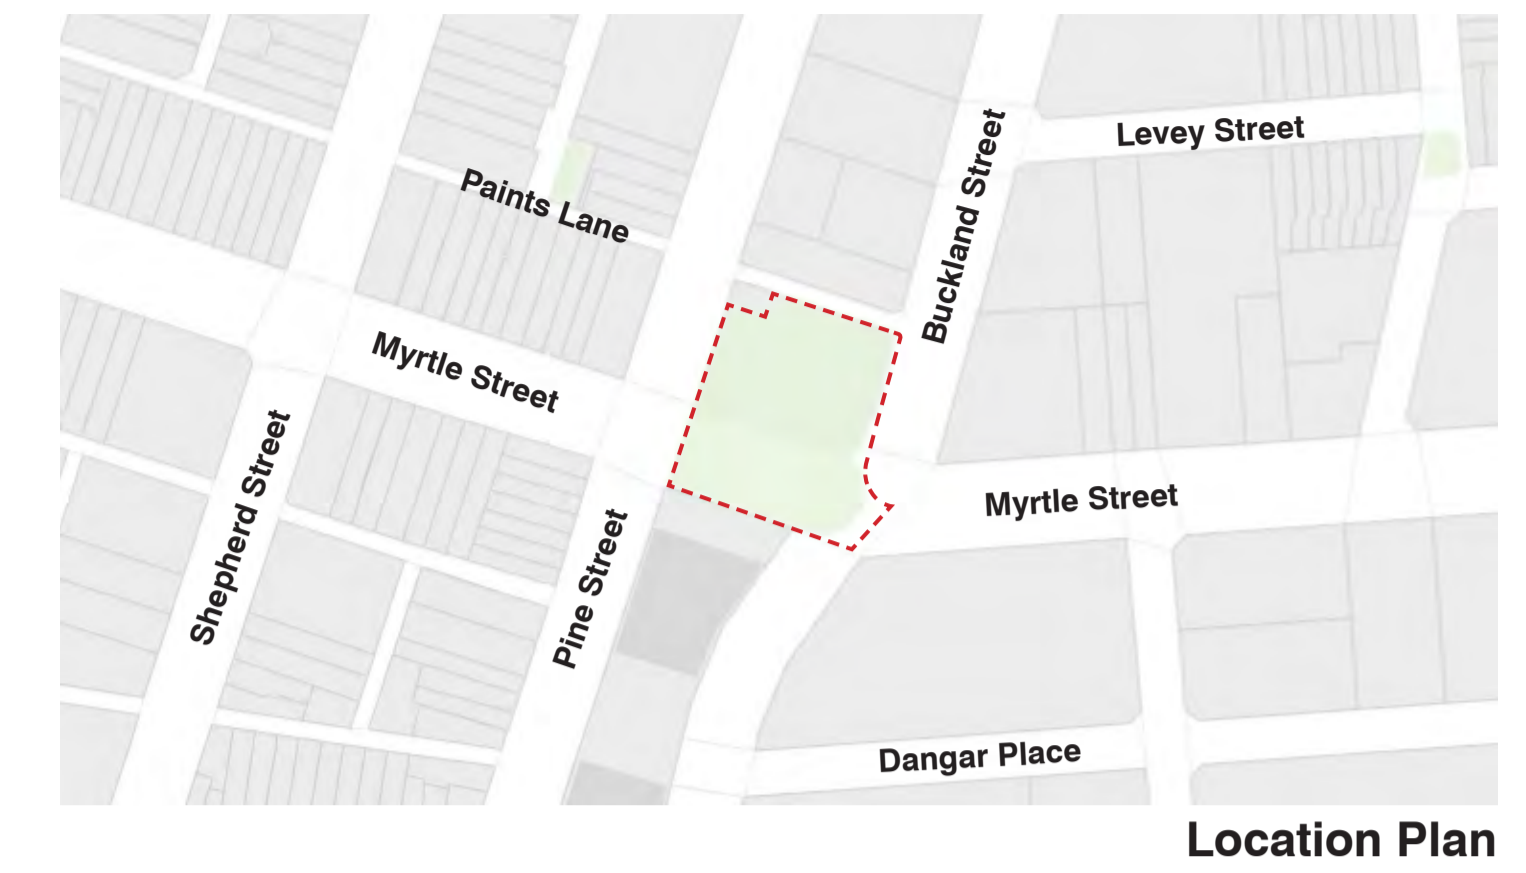 Levey Street
Paints Lane
Buckland Street
Myrtle Street
Myrtle Street
Shepherd Street
Pine Street
Dangar Place
Location Plan